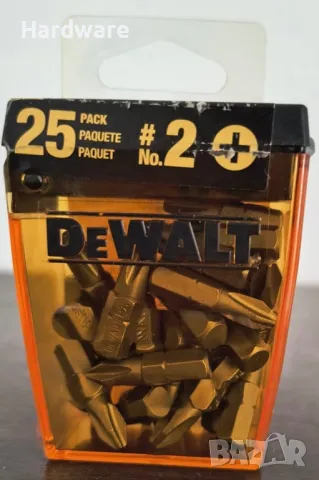 Hardware
25 PACK
PAQUETE
PAQUET
#
No. 2
DEWALT
BAZAR